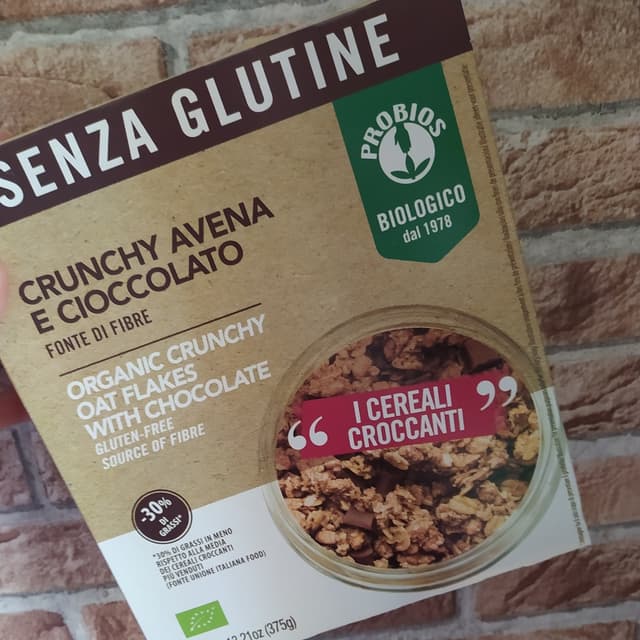 SENZA GLUTINE
PROBIOS
BIOLOGICO
dal 1978
CRUNCHY AVENA
E CIOCCOLATO
FONTE DI FIBRE
ORGANIC CRUNCHY
OAT FLAKES
WITH CHOCOLATE
GLUTEN-FREE
SOURCE OF FIBRE
“ I CEREALI
CROCCANTI ”
-30%
DI
GRASSI*
*30% DI GRASSI IN MENO
RISPETTO ALLA MEDIA
DEI CEREALI CROCCANTI
PIÙ VENDUTI
(FONTE UNIONE ITALIANA FOOD)
(375g)